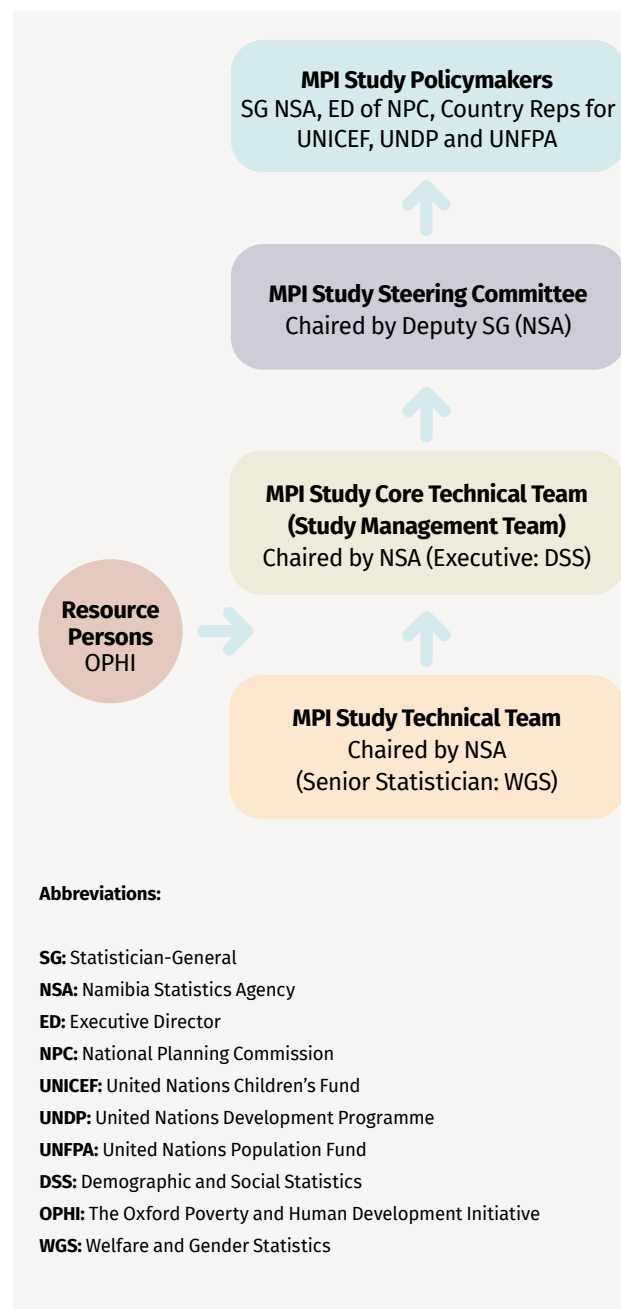 MPI Study Policymakers
SG NSA, ED of NPC, Country Reps for
UNICEF, UNDP and UNFPA
MPI Study Steering Committee
Chaired by Deputy SG (NSA)
MPI Study Core Technical Team
(Study Management Team)
Chaired by NSA (Executive: DSS)
Resource
Persons
OPHI
MPI Study Technical Team
Chaired by NSA
(Senior Statistician: WGS)
Abbreviations:
SG: Statistician-General
NSA: Namibia Statistics Agency
ED: Executive Director
NPC: National Planning Commission
UNICEF: United Nations Children’s Fund
UNDP: United Nations Development Programme
UNFPA: United Nations Population Fund
DSS: Demographic and Social Statistics
OPHI: The Oxford Poverty and Human Development Initiative
WGS: Welfare and Gender Statistics